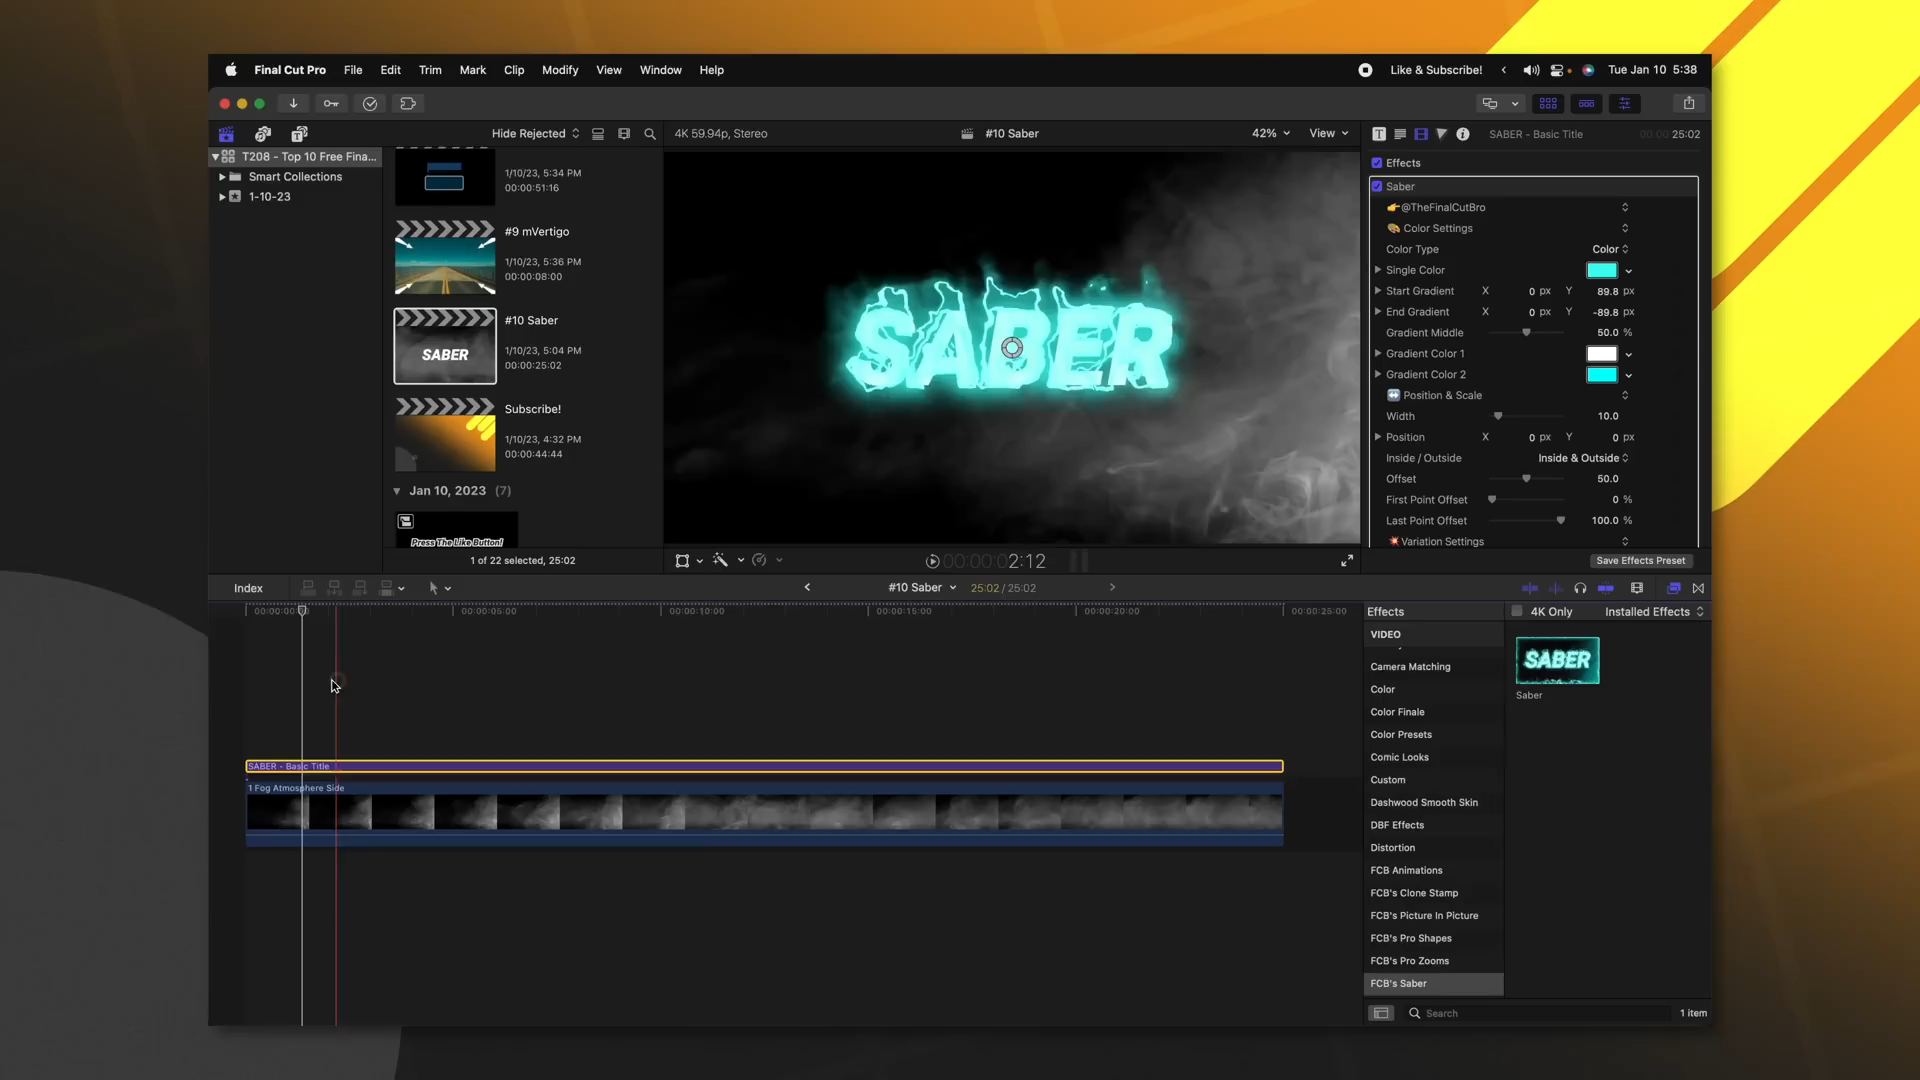 Final Cut Pro File Edit Trim Mark Clip Modify View Window Help
Like & Subscribe! Tue Jan 10 5:38
Hide Rejected
4K 59.94p, Stereo
#10 Saber
42% View
SABER - Basic Title
25:02
T208 - Top 10 Free Fina...
Smart Collections
1-10-23
1/10/23, 5:34 PM
00:00:51:16
#9 mVertigo
1/10/23, 5:36 PM
00:00:08:00
SABER
#10 Saber
1/10/23, 5:04 PM
00:00:25:02
Subscribe!
1/10/23, 4:32 PM
00:00:44:44
Jan 10, 2023 (7)
Press The Like Button!
1 of 22 selected, 25:02
SABER
00:00:00:02:12
Effects
Saber
@TheFinalCutBro
Color Settings
Color Type Color
Single Color
Start Gradient X 0 px Y 89.8 px
End Gradient X 0 px Y -89.8 px
Gradient Middle 50.0 %
Gradient Color 1
Gradient Color 2
Position & Scale
Width 10.0
Position X 0 px Y 0 px
Inside / Outside Inside & Outside
Offset 50.0
First Point Offset 0 %
Last Point Offset 100.0 %
Variation Settings
Save Effects Preset
Index
#10 Saber 25:02 / 25:02
00:00:05:00 00:00:10:00 00:00:15:00 00:00:20:00 00:00:25:00
SABER - Basic Title
1 Fog Atmosphere Side
Effects
4K Only Installed Effects
VIDEO
Camera Matching
Color
Color Finale
Color Presets
Comic Looks
Custom
Dashwood Smooth Skin
DBF Effects
Distortion
FCB Animations
FCB's Clone Stamp
FCB's Picture In Picture
FCB's Pro Shapes
FCB's Pro Zooms
FCB's Saber
SABER
Saber
Search
1 item